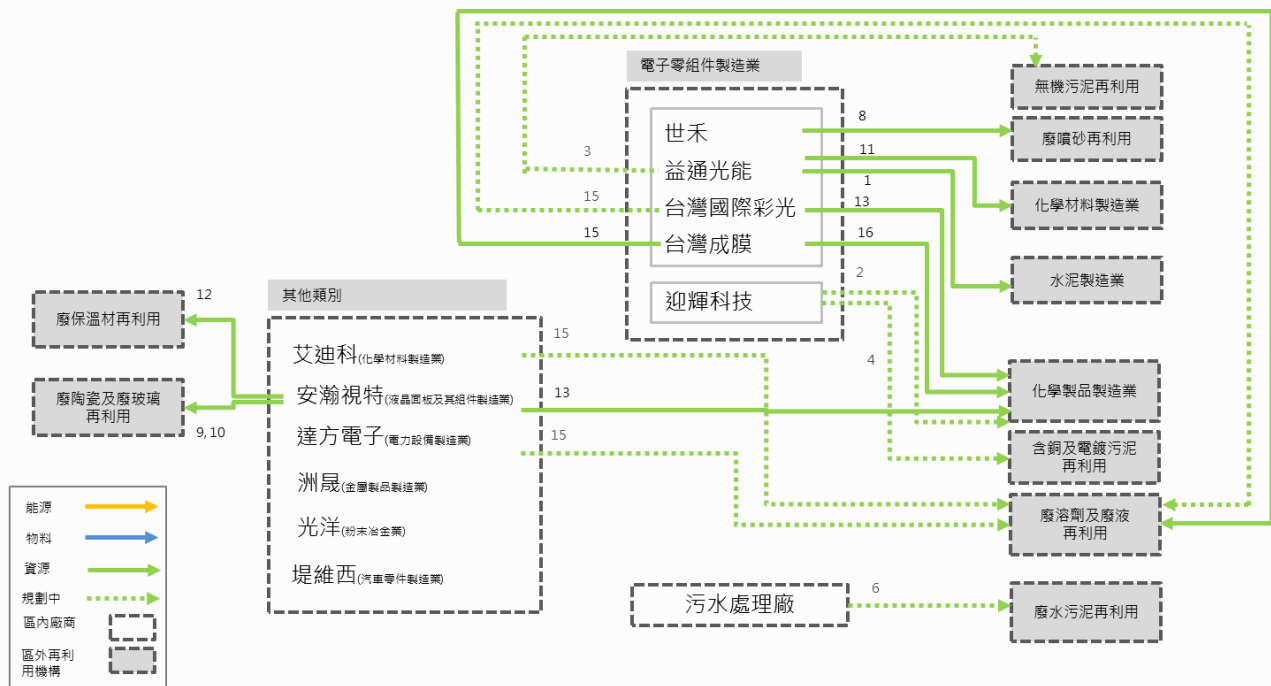 電子零組件製造業
世禾
益通光能
台灣國際彩光
台灣成膜
迎輝科技
3
15
15
8
11
1
13
16
2
4
無機污泥再利用
廢噴砂再利用
化學材料製造業
水泥製造業
化學製品製造業
含銅及電鍍污泥
再利用
廢溶劑及廢液
再利用
廢水污泥再利用
12
廢保溫材再利用
廢陶瓷及廢玻璃
再利用
9, 10
其他類別
艾迪科(化學材料製造業)
安瀚視特(液晶面板及其組件製造業)
達方電子(電力設備製造業)
洲晟(金屬製品製造業)
光洋(粉末冶金業)
堤維西(汽車零件製造業)
15
13
15
污水處理廠
6
能源
物料
資源
規劃中
區內廠商
區外再利
用機構